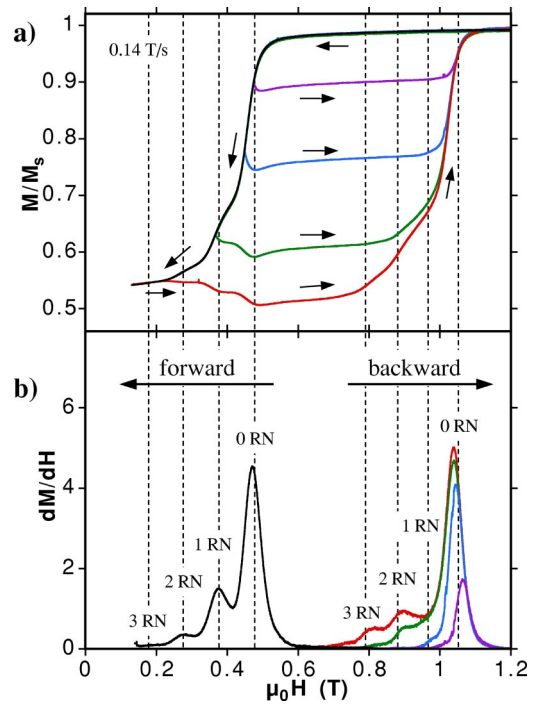 a)
0.14 T/s
M/Ms
1
0.9
0.8
0.7
0.6
0.5
b)
forward
backward
dM/dH
6
4
2
0
0 RN
1 RN
2 RN
3 RN
0 RN
1 RN
2 RN
3 RN
0
0.2
0.4
0.6
0.8
1
1.2
μ₀H (T)